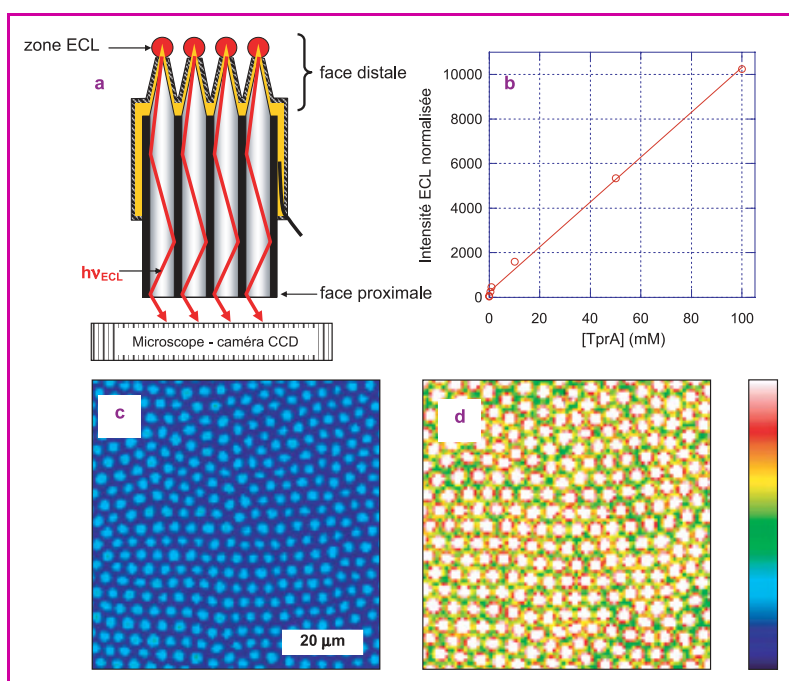 zone ECL
face distale
a
hν_ECL
face proximale
Microscope - caméra CCD
b
Intensité ECL normalisée
10000
8000
6000
4000
2000
0
0 20 40 60 80 100
[TprA] (mM)
c
20 µm
d